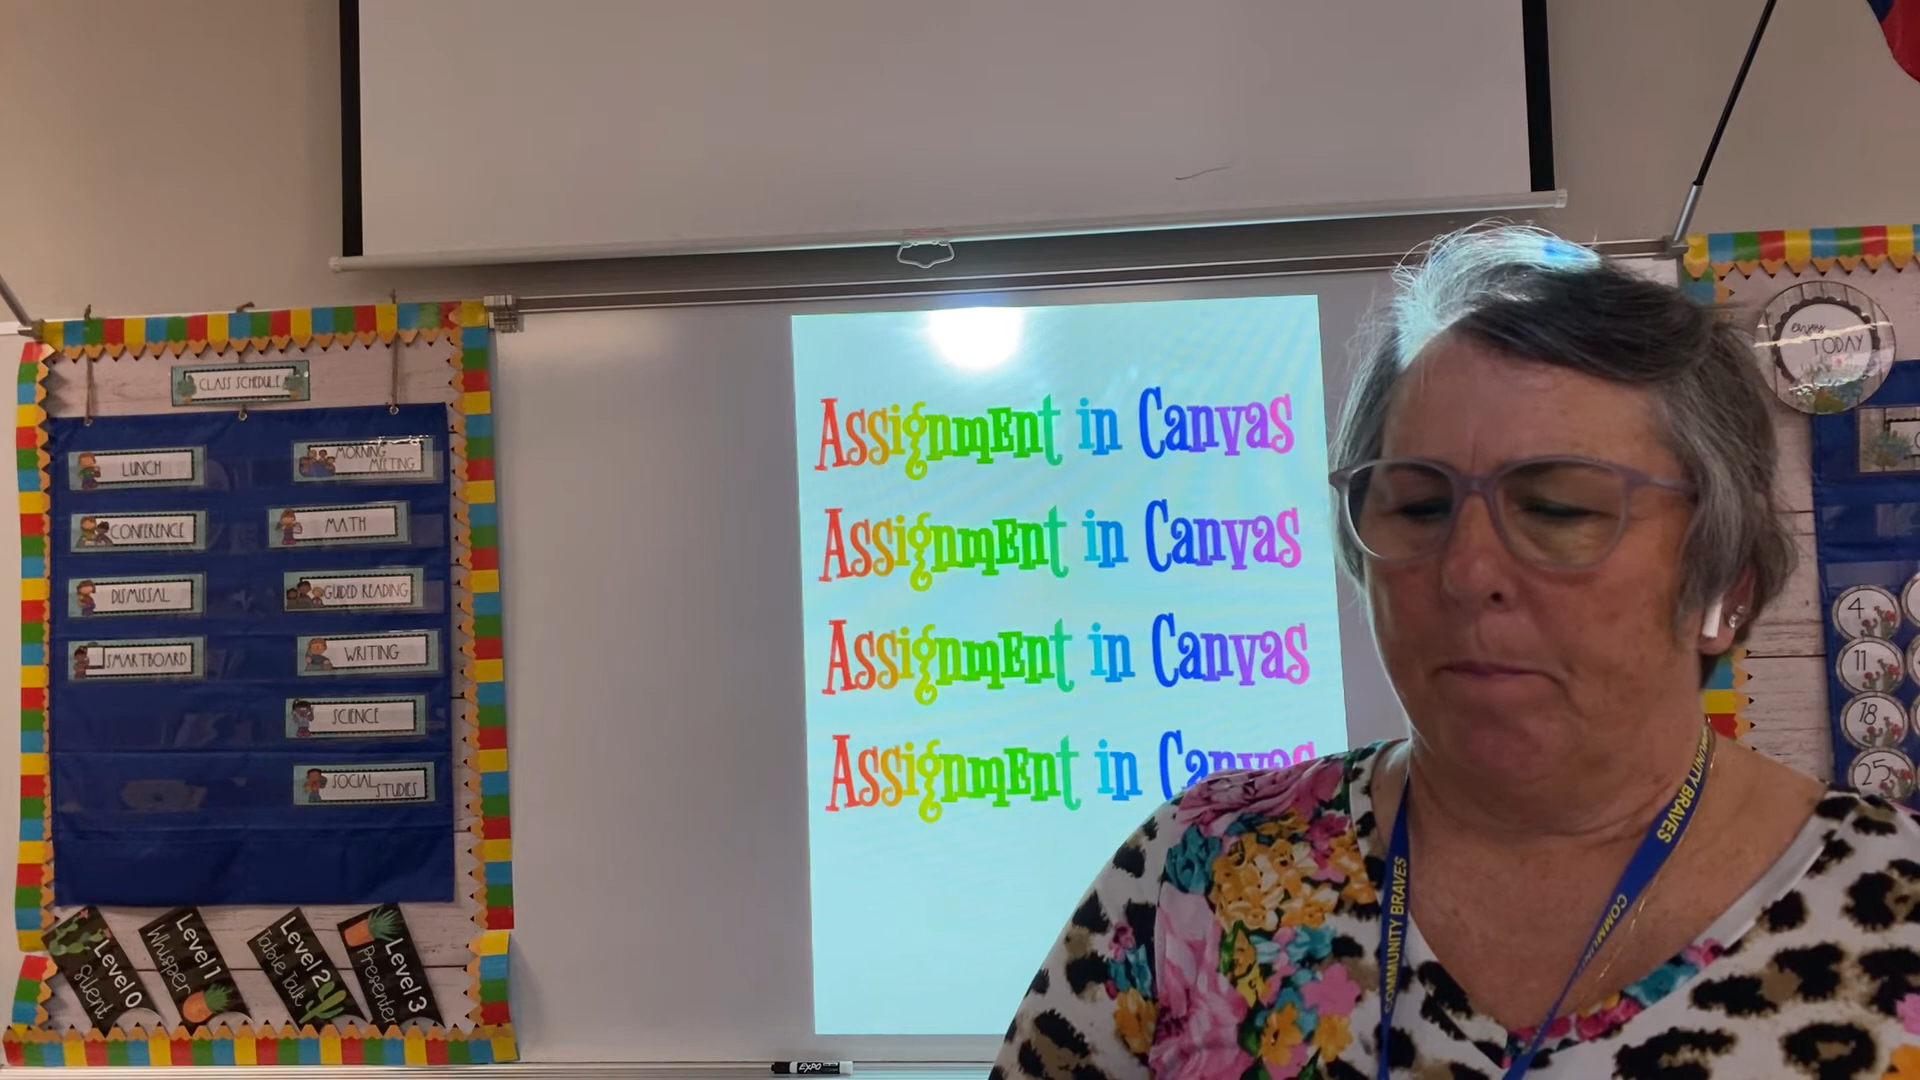 CLASS SCHEDULE
LUNCH
MORNING MEETING
CONFERENCE
MATH
DISMISSAL
GUIDED READING
SMARTBOARD
WRITING
SCIENCE
SOCIAL STUDIES
Level 0
Silent
Level 1
Whisper
Level 2
Table Talk
Level 3
Presenter
Assignment in Canvas
Assignment in Canvas
Assignment in Canvas
Assignment in Canvas
EXPO
COMMUNITY BRAVES
BRAVES
TODAY
4
11
18
25